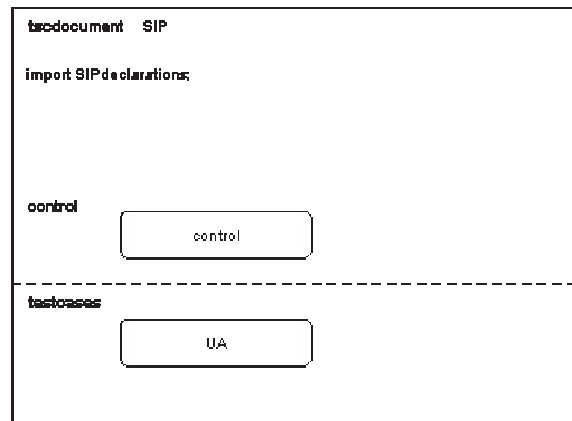 tscdocument SIP
import SIPdeclarations;
control
control
testcases
UA